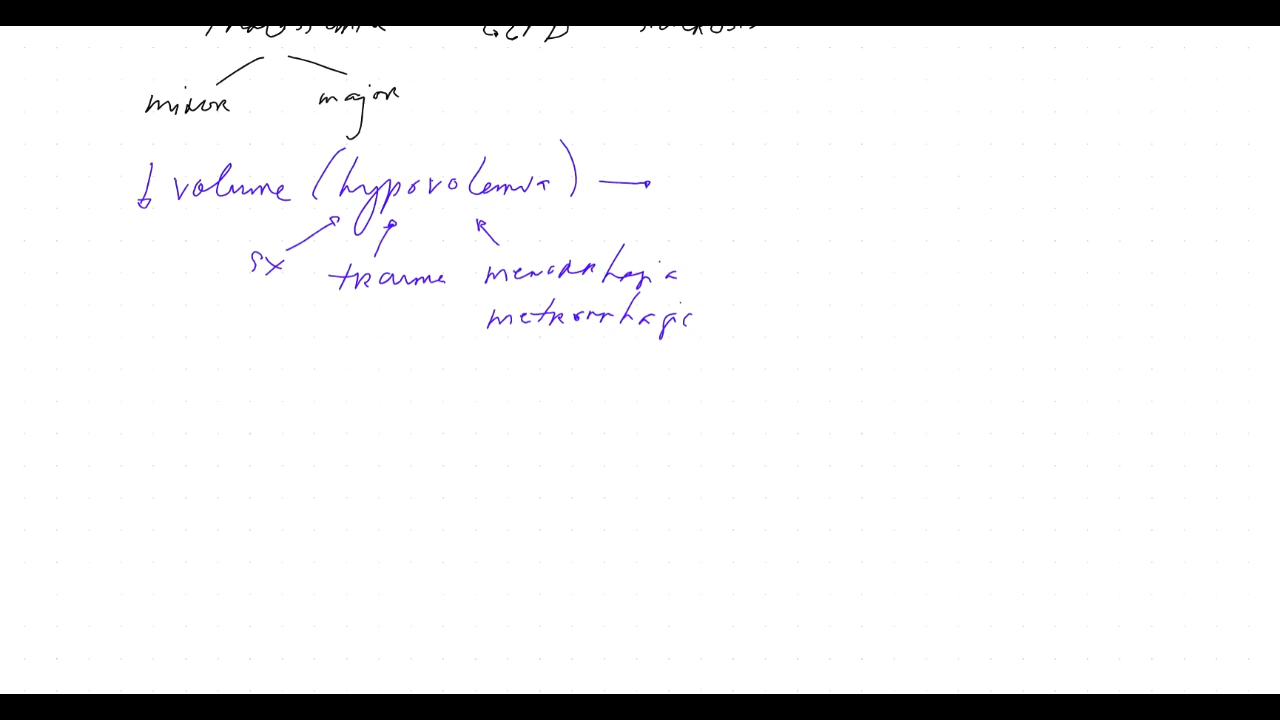 minor major
↓ volume (hypovolemia) →
sx trauma menorrhagia
metrorrhagia